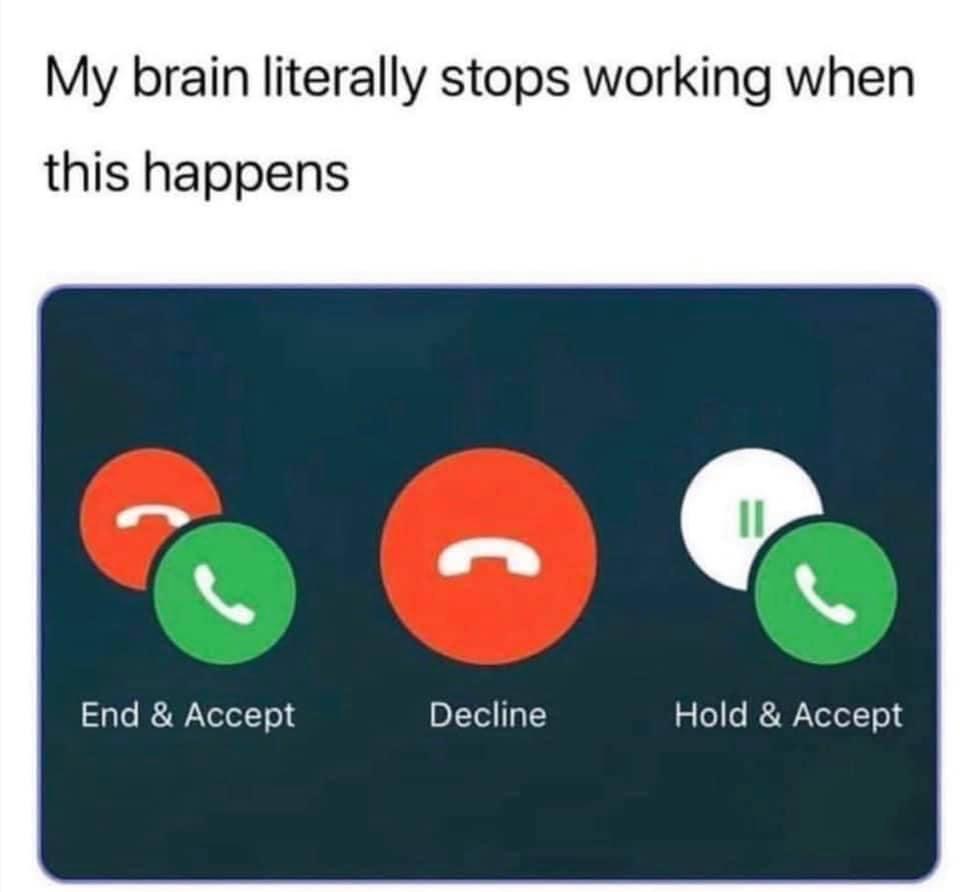 My brain literally stops working when
this happens
End & Accept
Decline
Hold & Accept